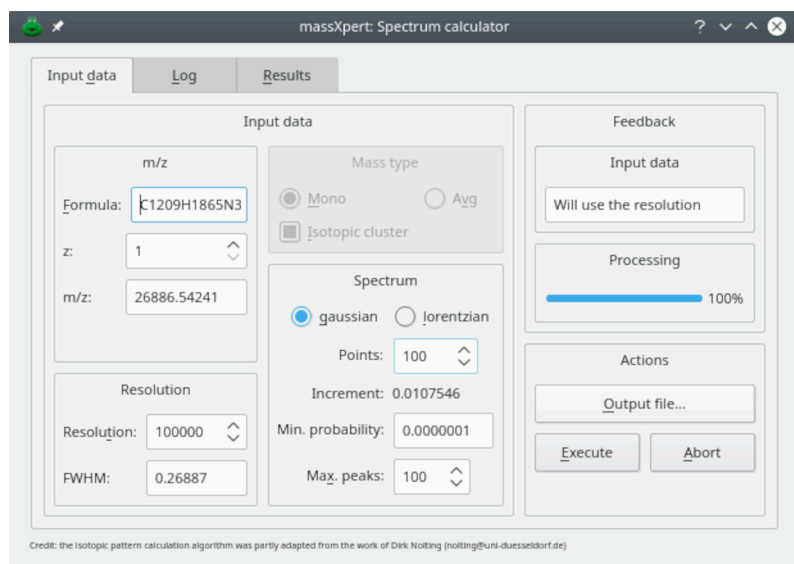 massXpert: Spectrum calculator
?
Input data
Log
Results
Input data
m/z
Formula: C1209H1865N3
z: 1
m/z: 26886.54241
Resolution
Resolution: 100000
FWHM: 0.26887
Mass type
Mono
Avg
Isotopic cluster
Spectrum
gaussian
lorentzian
Points: 100
Increment: 0.0107546
Min. probability: 0.0000001
Max. peaks: 100
Feedback
Input data
Will use the resolution
Processing
100%
Actions
Output file...
Execute
Abort
Credit: the isotopic pattern calculation algorithm was partly adapted from the work of Dirk Nolting (nolting@uni-duesseldorf.de)